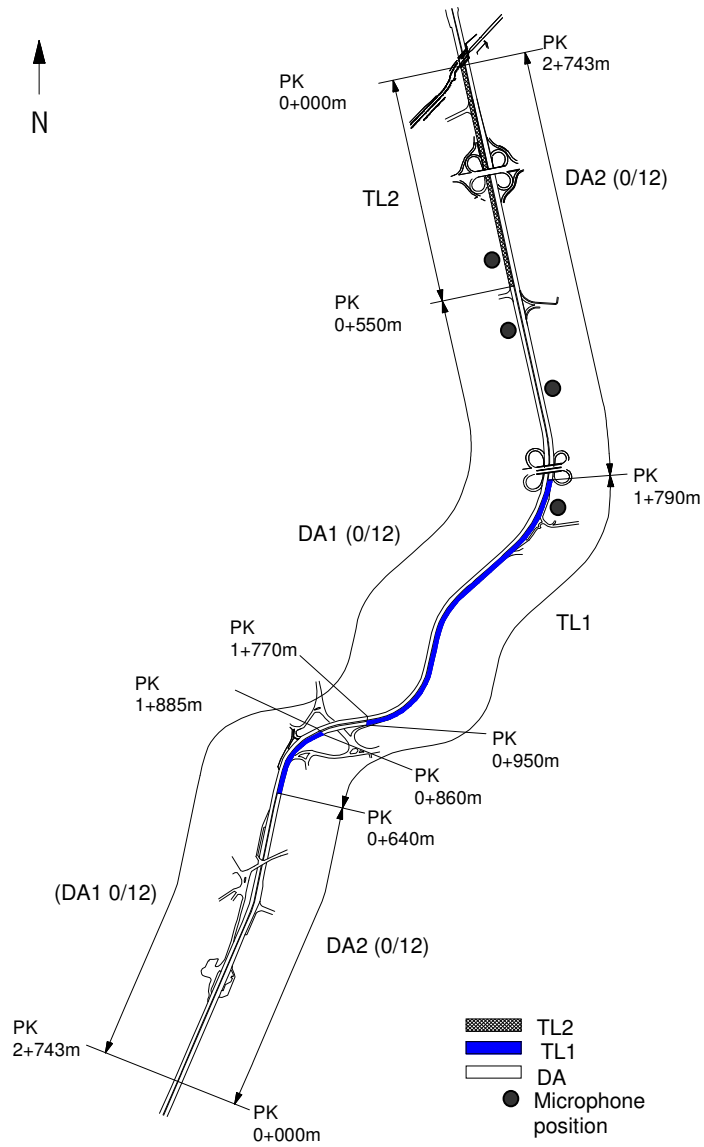 PK
2+743m
PK
0+000m
N
DA2 (0/12)
TL2
PK
0+550m
PK
1+790m
DA1 (0/12)
TL1
PK
1+770m
PK
1+885m
PK
0+950m
PK
0+860m
PK
0+640m
(DA1 0/12)
DA2 (0/12)
PK
2+743m
TL2
TL1
DA
Microphone
position
PK
0+000m